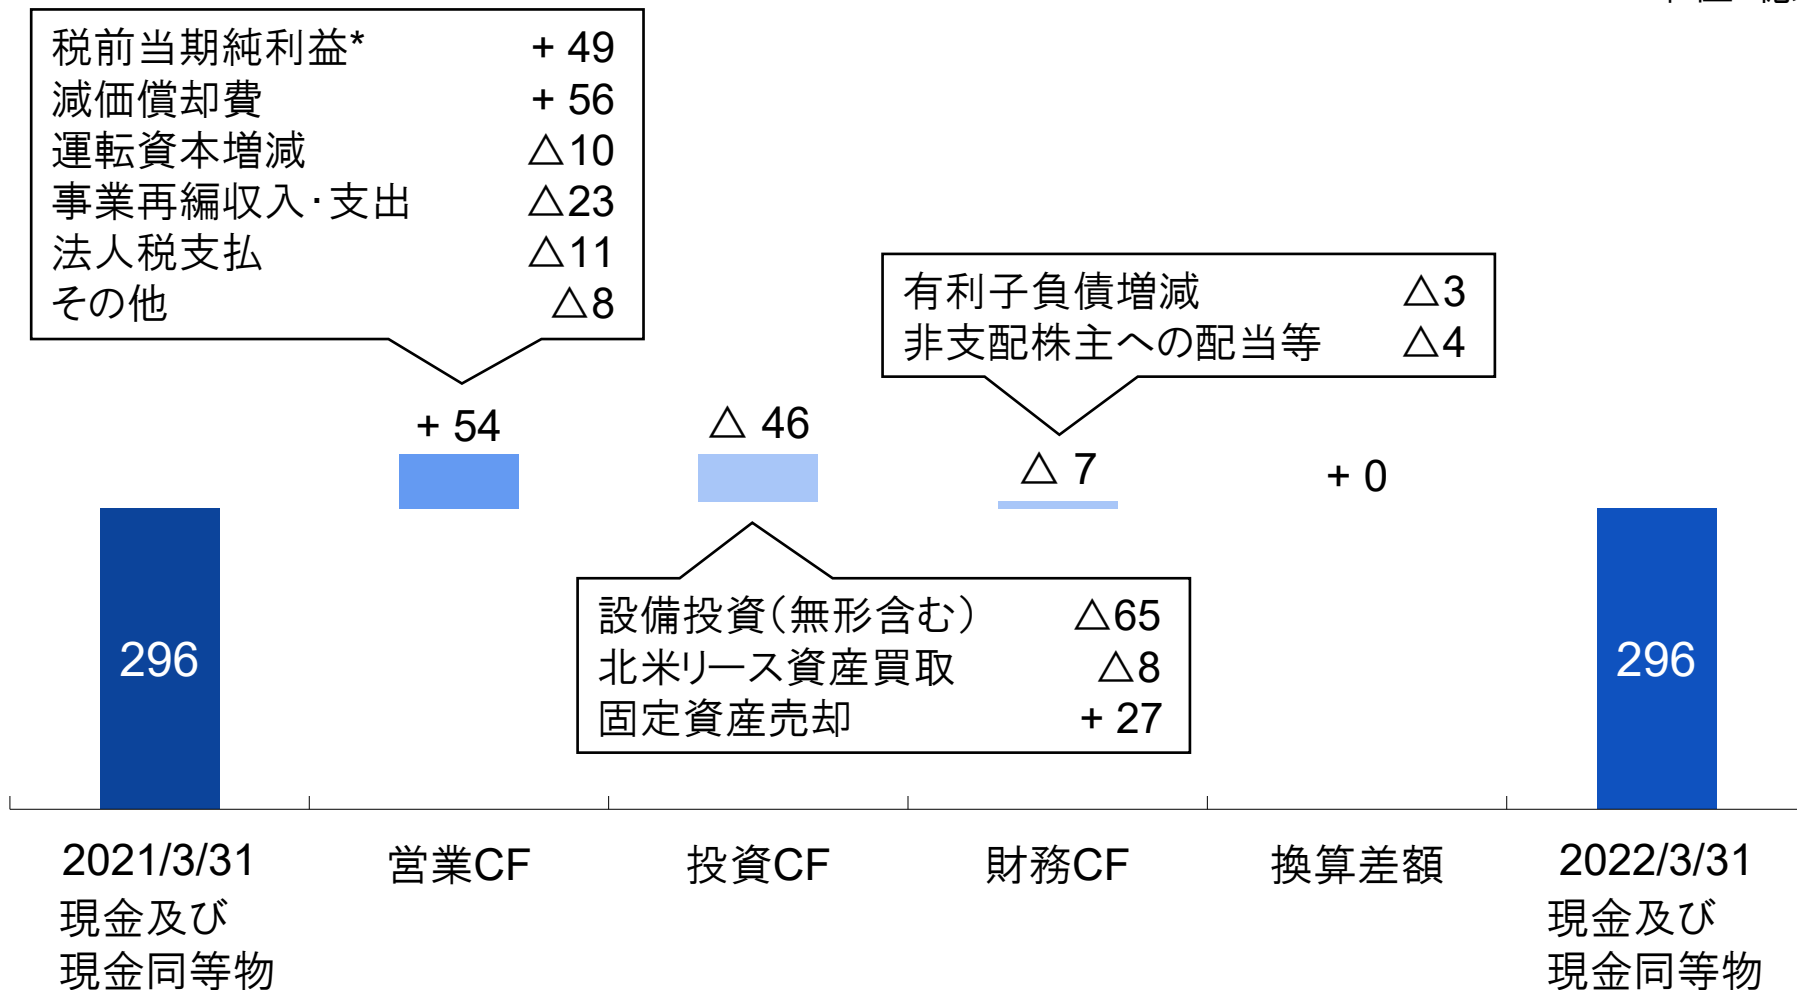 税前当期純利益* + 49
減価償却費 + 56
運転資本増減 △10
事業再編収入・支出 △23
法人税支払 △11
その他 △8
有利子負債増減 △3
非支配株主への配当等 △4
+ 54
△ 46
△ 7
+ 0
設備投資(無形含む) △65
北米リース資産買取 △8
固定資産売却 + 27
296
296
2021/3/31
現金及び
現金同等物
営業CF
投資CF
財務CF
換算差額
2022/3/31
現金及び
現金同等物